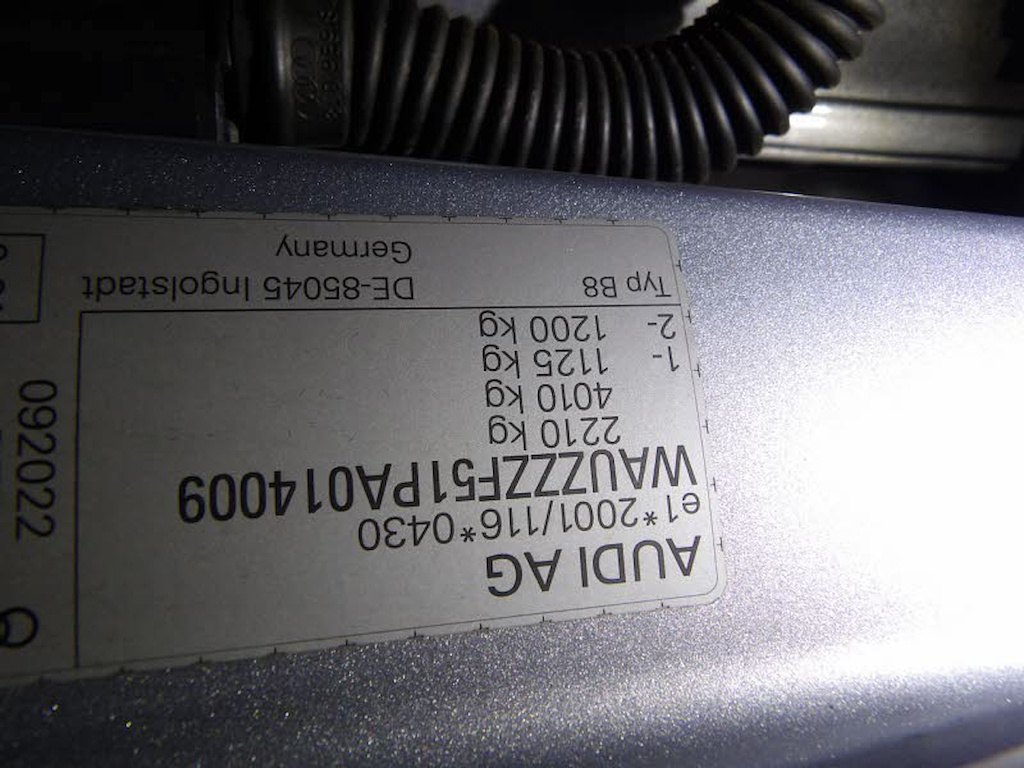 AUDI AG
e1*2001/116*0430
WAUZZZF51PA014009
2210 kg
4010 kg
1- 1125 kg
2- 1200 kg
Typ B8 DE-85045 Ingolstadt
Germany
092022